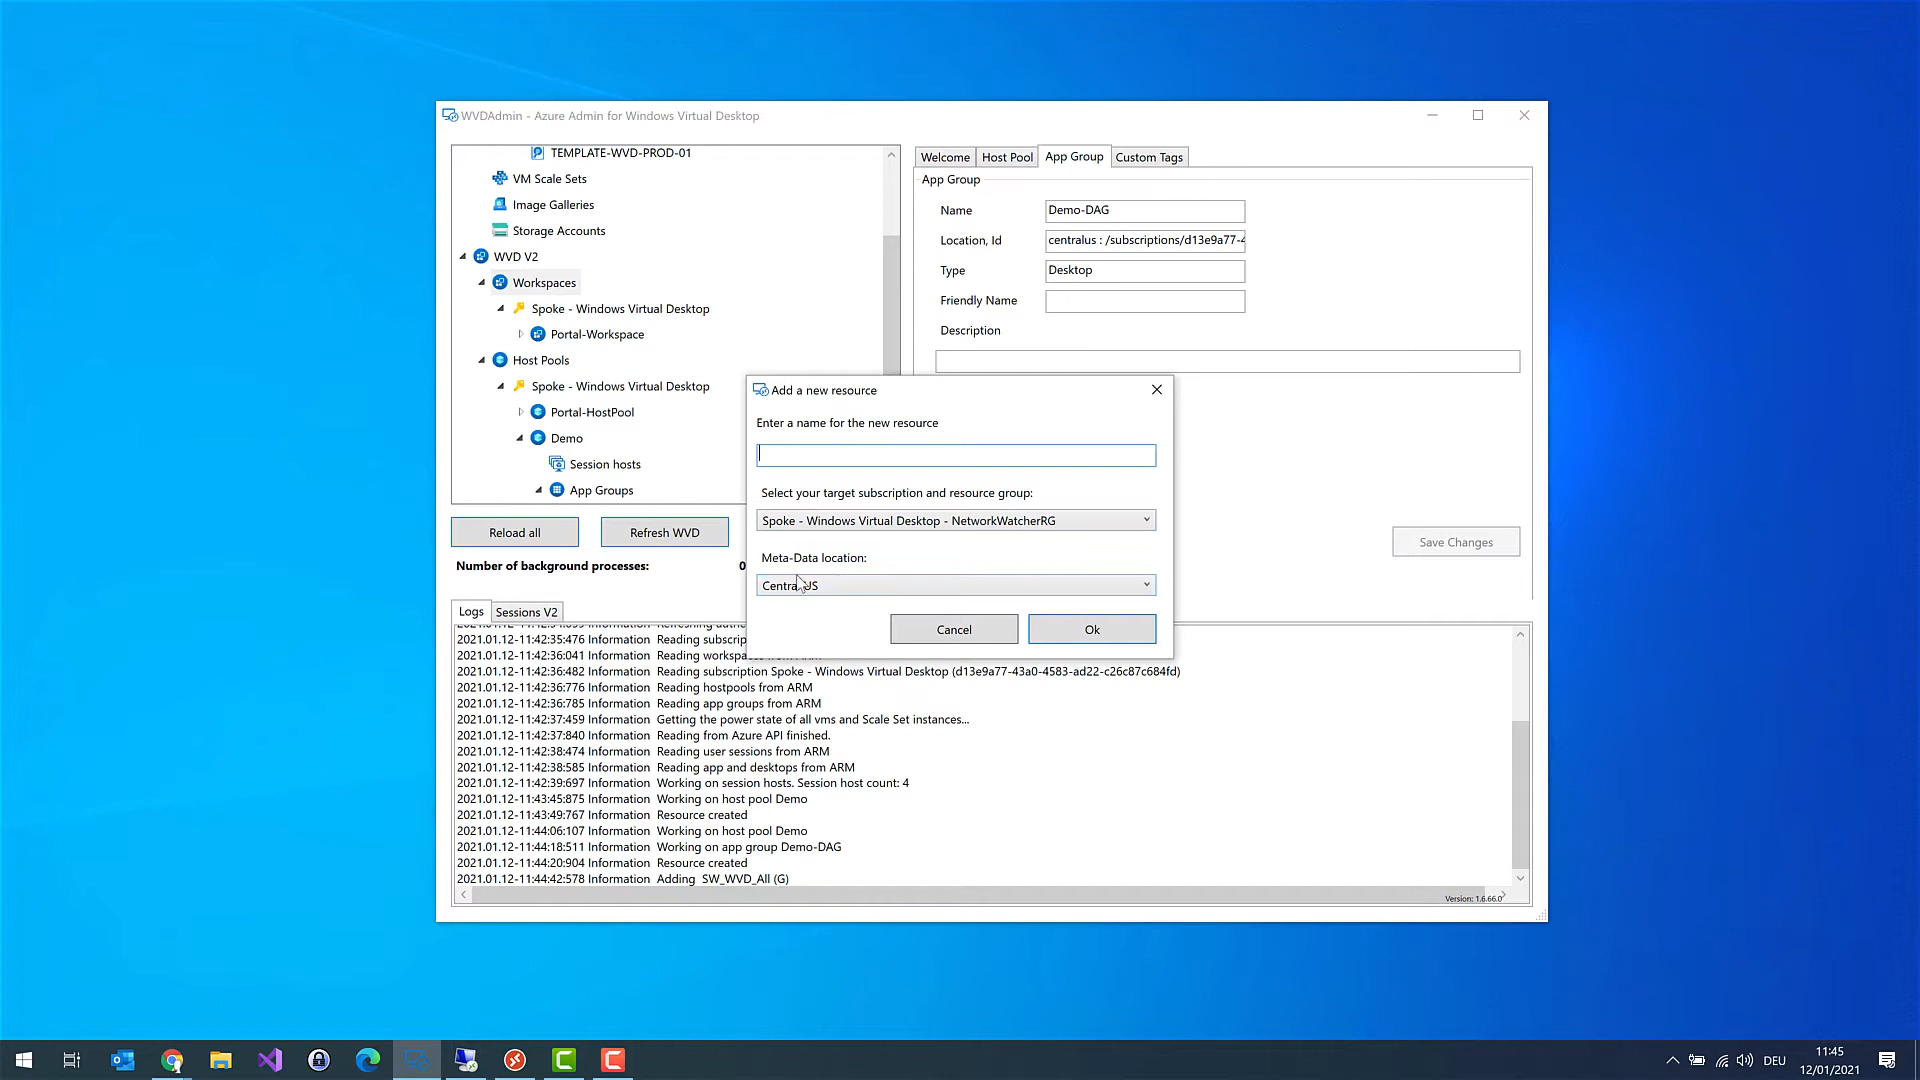 WVDAdmin - Azure Admin for Windows Virtual Desktop
TEMPLATE-WVD-PROD-01
VM Scale Sets
Image Galleries
Storage Accounts
WVD V2
Workspaces
Spoke - Windows Virtual Desktop
Portal-Workspace
Host Pools
Spoke - Windows Virtual Desktop
Portal-HostPool
Demo
Session hosts
App Groups
Reload all
Refresh WVD
Number of background processes:
0
Welcome
Host Pool
App Group
Custom Tags
App Group
Name
Demo-DAG
Location, Id
centralus : /subscriptions/d13e9a77-4
Type
Desktop
Friendly Name
Description
Save Changes
Add a new resource
Enter a name for the new resource
Select your target subscription and resource group:
Spoke - Windows Virtual Desktop - NetworkWatcherRG
Meta-Data location:
CentralUS
Cancel
Ok
Logs
Sessions V2
2021.01.12-11:42:35:476 Information Reading subscrip
2021.01.12-11:42:36:041 Information Reading workspaces from ARM
2021.01.12-11:42:36:482 Information Reading subscription Spoke - Windows Virtual Desktop (d13e9a77-43a0-4583-ad22-c26c87c684fd)
2021.01.12-11:42:36:776 Information Reading hostpools from ARM
2021.01.12-11:42:36:785 Information Reading app groups from ARM
2021.01.12-11:42:37:459 Information Getting the power state of all vms and Scale Set instances...
2021.01.12-11:42:37:840 Information Reading from Azure API finished.
2021.01.12-11:42:38:474 Information Reading user sessions from ARM
2021.01.12-11:42:38:585 Information Reading app and desktops from ARM
2021.01.12-11:42:39:697 Information Working on session hosts. Session host count: 4
2021.01.12-11:43:45:875 Information Working on host pool Demo
2021.01.12-11:43:49:767 Information Resource created
2021.01.12-11:44:06:107 Information Working on host pool Demo
2021.01.12-11:44:18:511 Information Working on app group Demo-DAG
2021.01.12-11:44:20:904 Information Resource created
2021.01.12-11:44:42:578 Information Adding SW_WVD_All (G)
Version: 1.6.66.0
DEU
11:45
12/01/2021